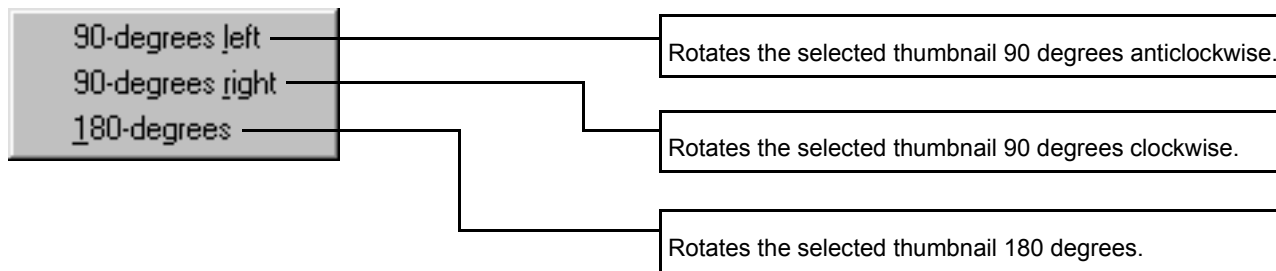 90-degrees left
Rotates the selected thumbnail 90 degrees anticlockwise.
90-degrees right
Rotates the selected thumbnail 90 degrees clockwise.
180-degrees
Rotates the selected thumbnail 180 degrees.